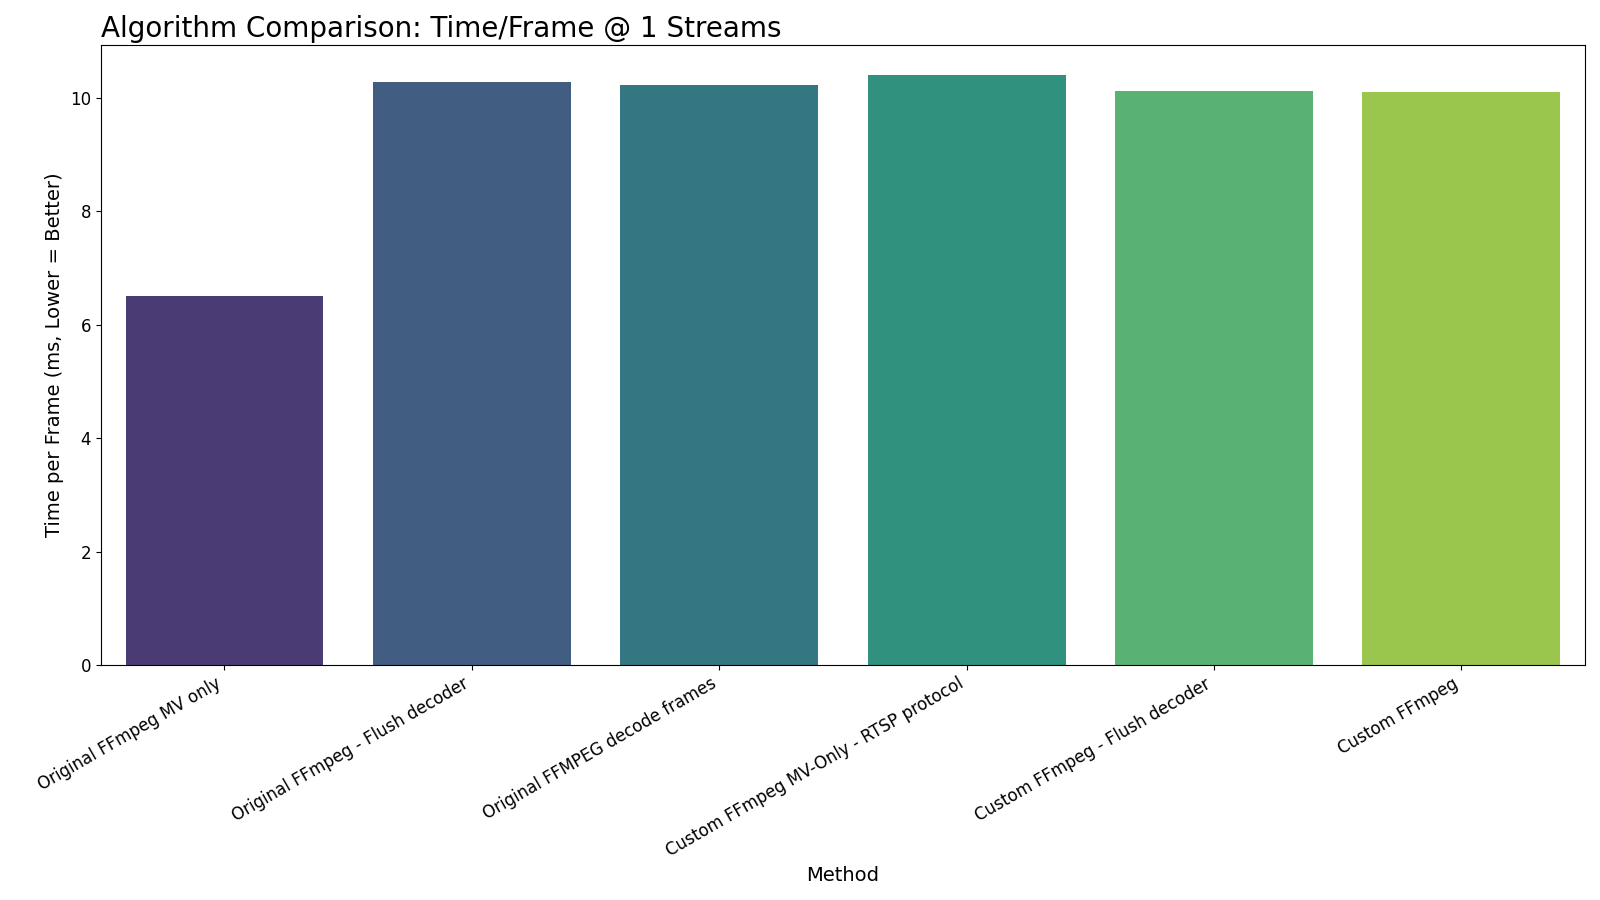 Algorithm Comparison: Time/Frame @ 1 Streams
Time per Frame (ms, Lower = Better)
10
8
6
4
2
0
Original FFmpeg MV only
Original FFmpeg - Flush decoder
Original FFMPEG decode frames
Custom FFmpeg MV-Only - RTSP protocol
Custom FFmpeg - Flush decoder
Custom FFmpeg
Method